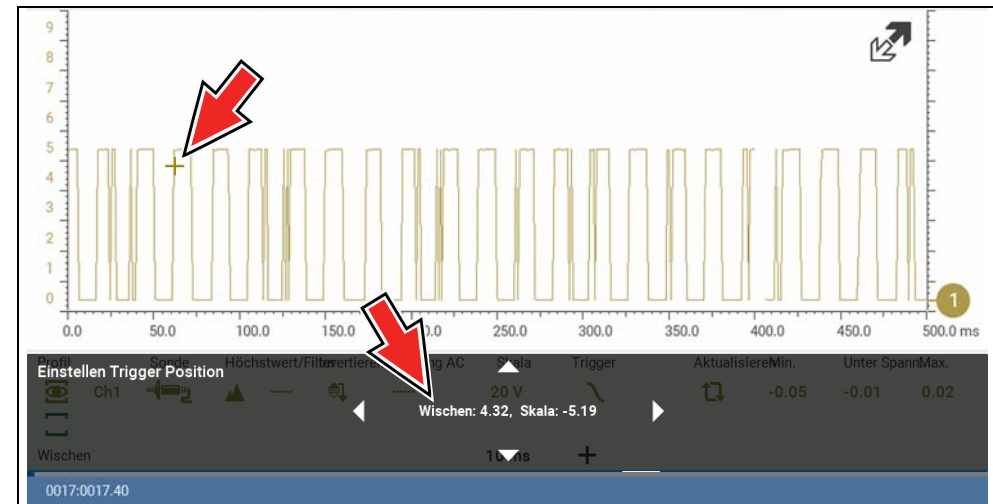 9
8
7
6
5
4
3
2
1
0
1
0.0 50.0 100.0 150.0 250.0 300.0 350.0 400.0 450.0 500.0 ms
Profil Sonde Höchstwert/Filter AC Skala Trigger Min. Unter Spann Max.
Einstellen Trigger Position
Ch1 ---- ---- 20 V -0.05 -0.01 0.02
Wischen: 4.32, Skala: -5.19
Wischen
0017:0017.40